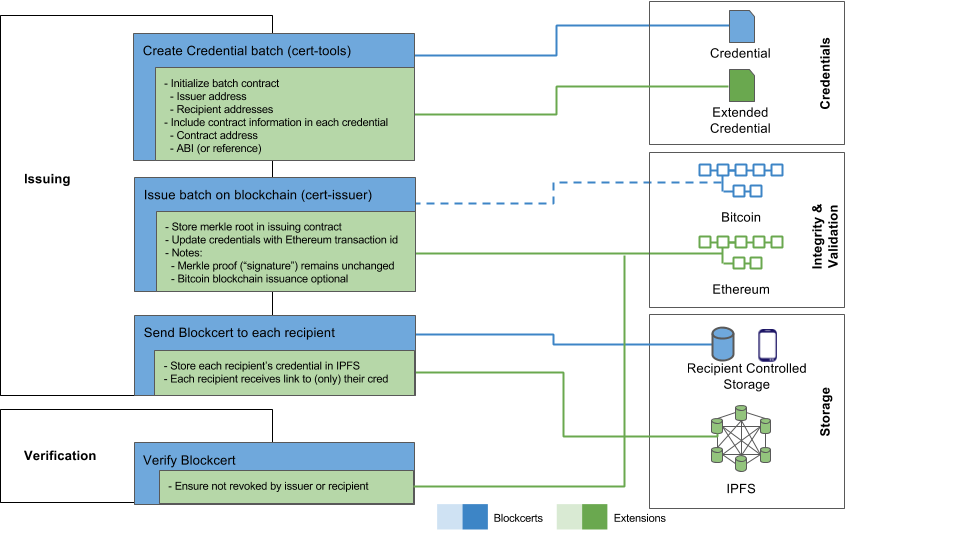 Issuing
Create Credential batch (cert-tools)
- Initialize batch contract
- Issuer address
- Recipient addresses
- Include contract information in each credential
- Contract address
- ABI (or reference)
Issue batch on blockchain (cert-issuer)
- Store merkle root in issuing contract
- Update credentials with Ethereum transaction id
- Notes:
- Merkle proof (“signature”) remains unchanged
- Bitcoin blockchain issuance optional
Send Blockcert to each recipient
- Store each recipient’s credential in IPFS
- Each recipient receives link to (only) their cred
Verification
Verify Blockcert
- Ensure not revoked by issuer or recipient
Credential
Extended
Credential
Credentials
Bitcoin
Ethereum
Integrity &
Validation
Recipient Controlled
Storage
IPFS
Storage
Blockcerts
Extensions